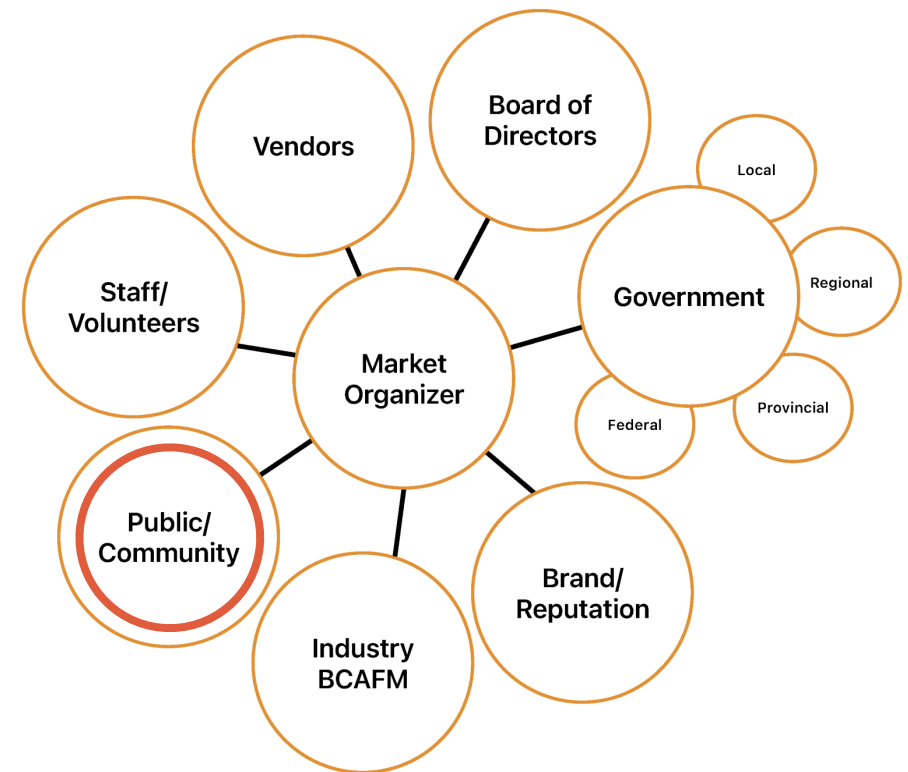 Board of
Directors
Vendors
Local
Regional
Government
Staff/
Volunteers
Market
Organizer
Provincial
Federal
Public/
Community
Brand/
Reputation
Industry
BCAFM